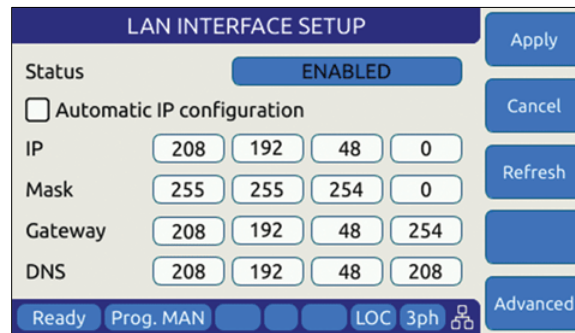 LAN INTERFACE SETUP
Apply
Status ENABLED
Automatic IP configuration
Cancel
IP 208 192 48 0
Refresh
Mask 255 255 254 0
Gateway 208 192 48 254
DNS 208 192 48 208
Advanced
Ready Prog. MAN LOC 3ph